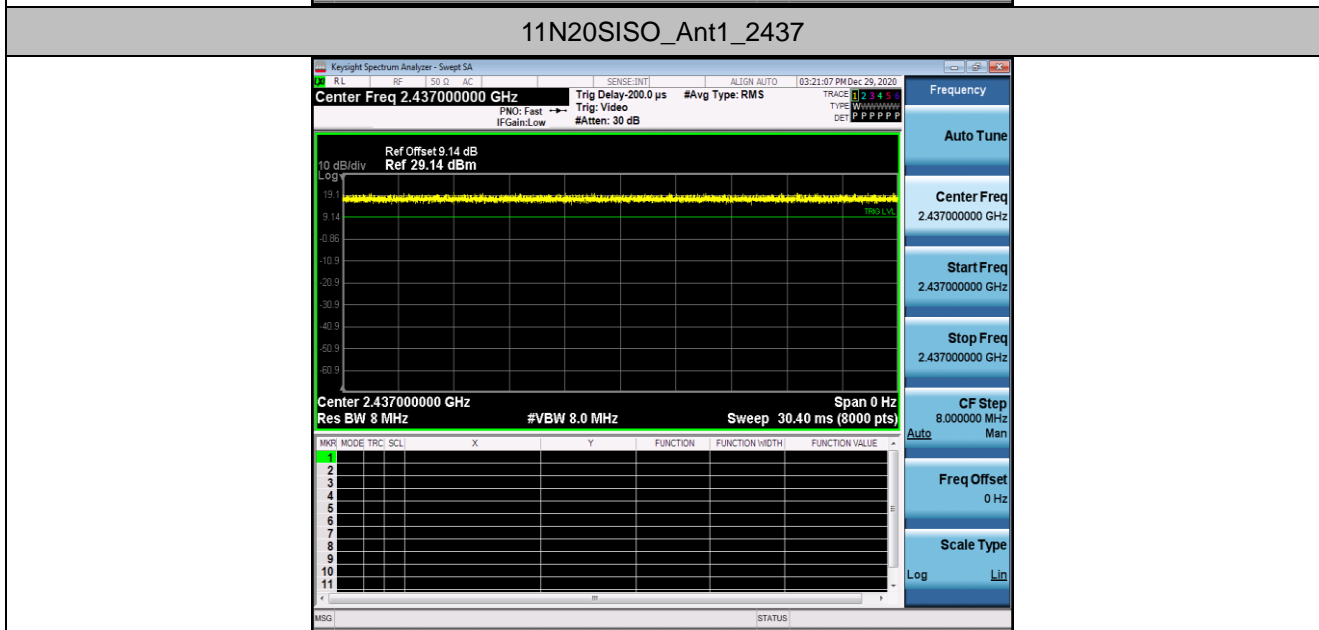 11N20SISO_Ant1_2437
Keysight Spectrum Analyzer - Swept SA
RL RF 50 Ω AC SENSE:INT ALIGN AUTO 03:21:07 PM Dec 29, 2020
Center Freq 2.437000000 GHz Trig Delay-200.0 µs #Avg Type: RMS TRACE 1 2 3 4 5 6
PNO: Fast Trig: Video TYPE WWWWWW
IFGain:Low #Atten: 30 dB DET P P P P P P
Ref Offset 9.14 dB
10 dB/div Ref 29.14 dBm
Log
19.1
9.14 TRIG LVL
-0.86
-10.9
-20.9
-30.9
-40.9
-50.9
-60.9
Center 2.437000000 GHz Span 0 Hz
Res BW 8 MHz #VBW 8.0 MHz Sweep 30.40 ms (8000 pts)
MKR MODE TRC SCL X Y FUNCTION FUNCTION WIDTH FUNCTION VALUE
1
2
3
4
5
6
7
8
9
10
11
MSG STATUS
Frequency
Auto Tune
Center Freq
2.437000000 GHz
Start Freq
2.437000000 GHz
Stop Freq
2.437000000 GHz
CF Step
8.000000 MHz
Auto Man
Freq Offset
0 Hz
Scale Type
Log Lin